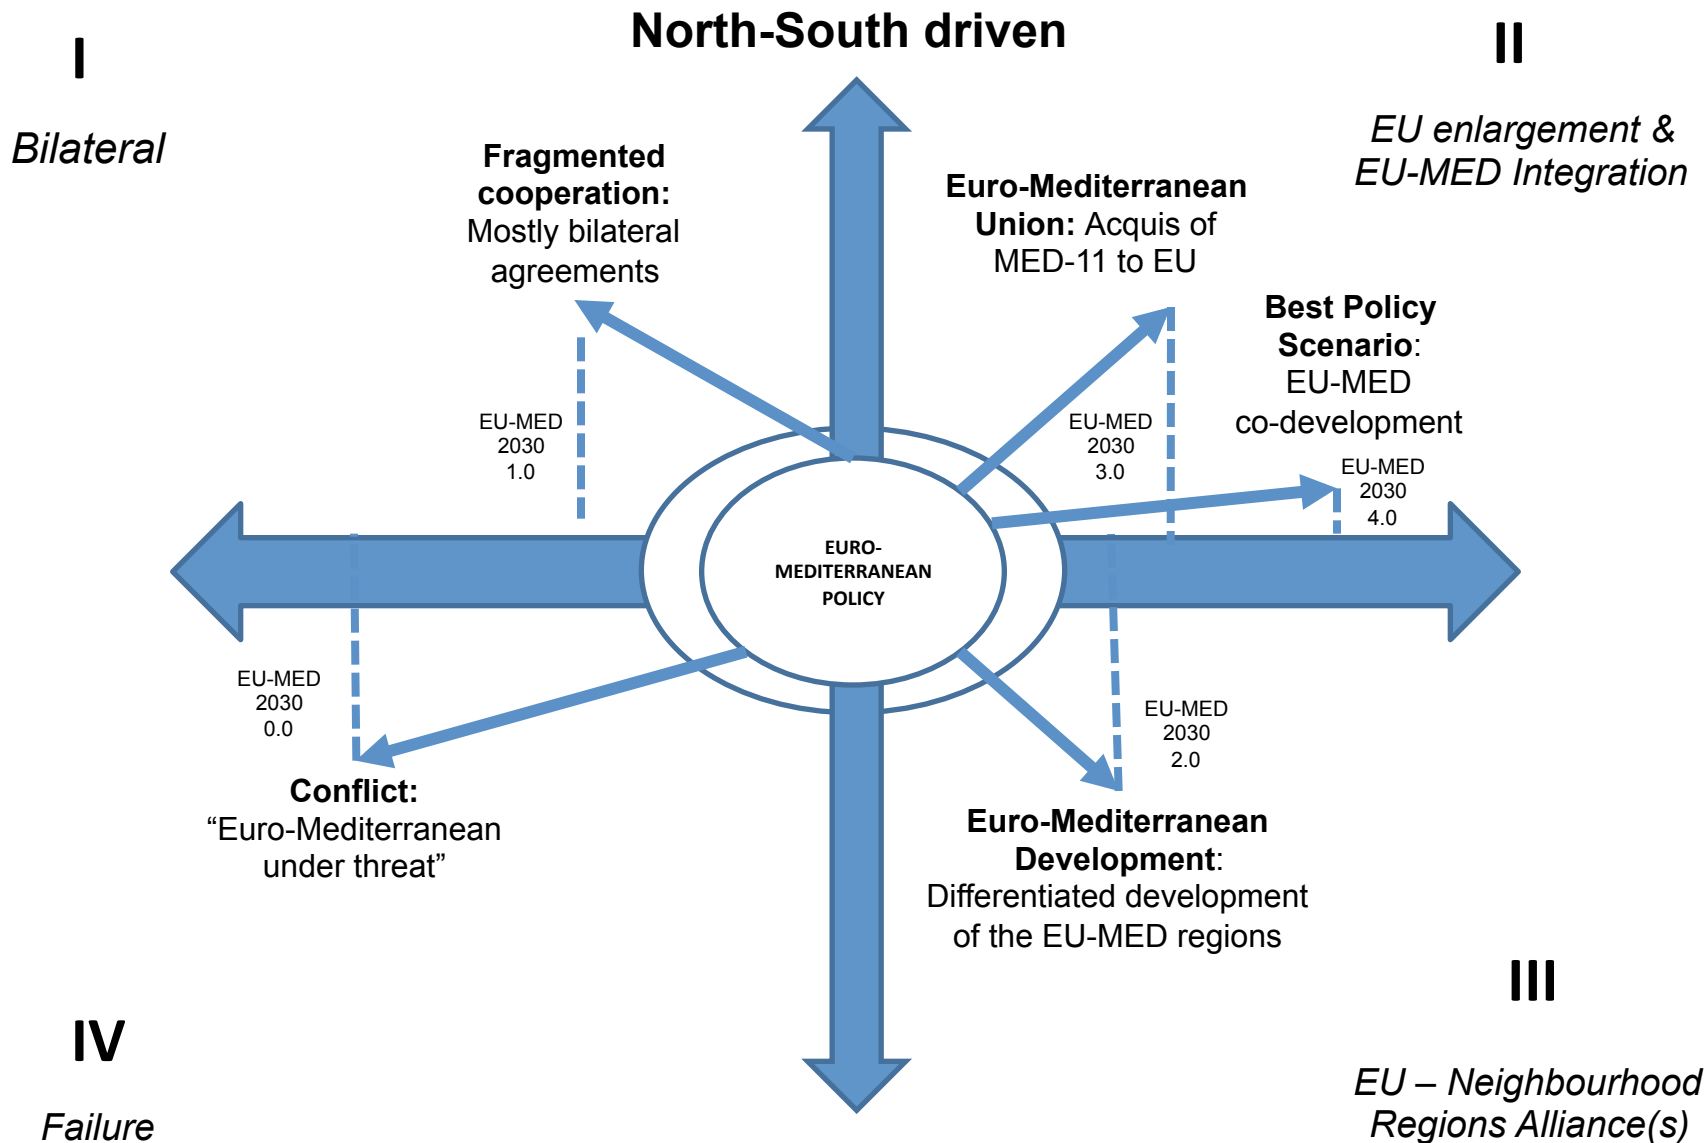 North-South driven
I
Bilateral
II
EU enlargement &
EU-MED Integration
Fragmented
cooperation:
Mostly bilateral
agreements
Euro-Mediterranean
Union: Acquis of
MED-11 to EU
Best Policy
Scenario:
EU-MED
co-development
EU-MED
2030
1.0
EU-MED
2030
3.0
EU-MED
2030
4.0
EURO-
MEDITERRANEAN
POLICY
EU-MED
2030
0.0
EU-MED
2030
2.0
Conflict:
“Euro-Mediterranean
under threat”
Euro-Mediterranean
Development:
Differentiated development
of the EU-MED regions
IV
Failure
III
EU – Neighbourhood
Regions Alliance(s)